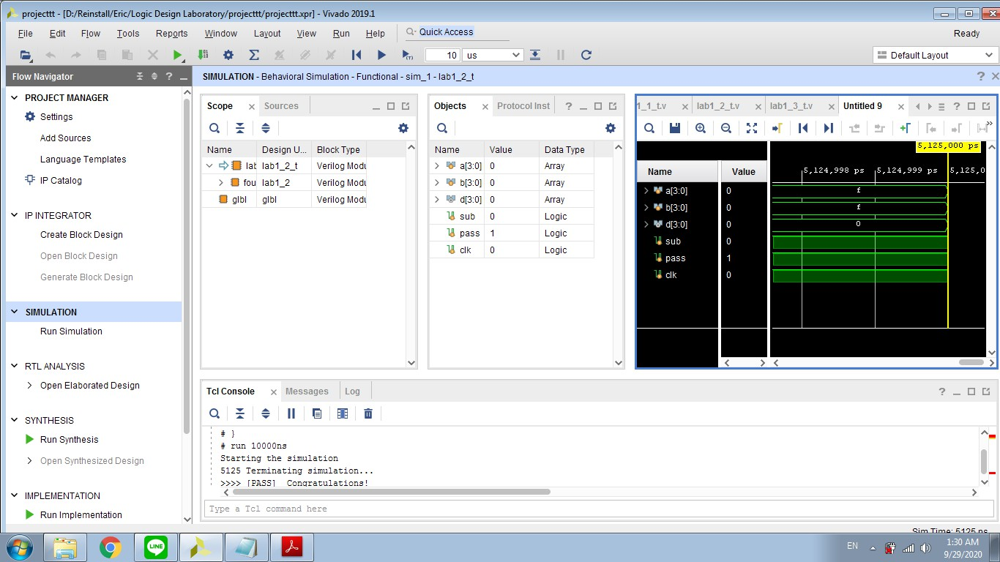 projecttt - [D:/Reinstall/Eric/Logic Design Laboratory/projecttt/projecttt.xpr] - Vivado 2019.1
File Edit Flow Tools Reports Window Layout View Run Help Quick Access Ready
10 us Default Layout
Flow Navigator
PROJECT MANAGER
Settings
Add Sources
Language Templates
IP Catalog
IP INTEGRATOR
Create Block Design
Open Block Design
Generate Block Design
SIMULATION
Run Simulation
RTL ANALYSIS
Open Elaborated Design
SYNTHESIS
Run Synthesis
Open Synthesized Design
IMPLEMENTATION
Run Implementation
SIMULATION - Behavioral Simulation - Functional - sim_1 - lab1_2_t
Scope Sources
Name Design U... Block Type
lab lab1_2_t Verilog Modu
fou lab1_2 Verilog Modu
glbl glbl Verilog Modu
Objects Protocol Inst
Name Value Data Type
a[3:0] 0 Array
b[3:0] 0 Array
d[3:0] 0 Array
sub 0 Logic
pass 1 Logic
clk 0 Logic
1_1_t.v lab1_2_t.v lab1_3_t.v Untitled 9
5,125,000 ps
Name Value 5,124,998 ps 5,124,999 ps 5,125,0
a[3:0] 0 f
b[3:0] 0 f
d[3:0] 0 0
sub 0
pass 1
clk 0
Tcl Console Messages Log
# }
# run 10000ns
Starting the simulation
5125 Terminating simulation...
>>>> [PASS] Congratulations!
Type a Tcl command here
Sim Time: 5125 ns
LINE
EN 1:30 AM
9/29/2020